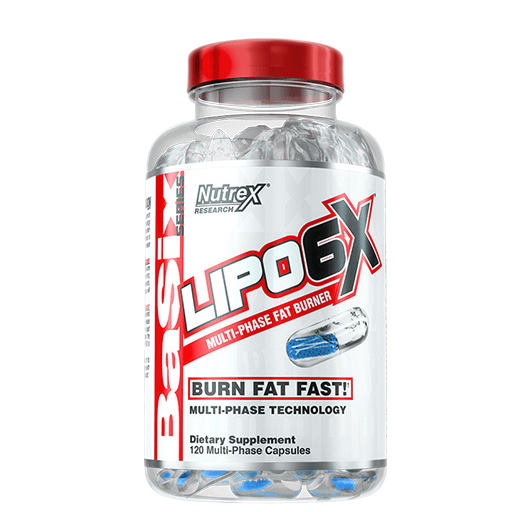 BaSix
SERIES
Nutrex
RESEARCH
LIPO6X
MULTI-PHASE FAT BURNER
BURN FAT FAST!†
MULTI-PHASE TECHNOLOGY
Dietary Supplement
120 Multi-Phase Capsules